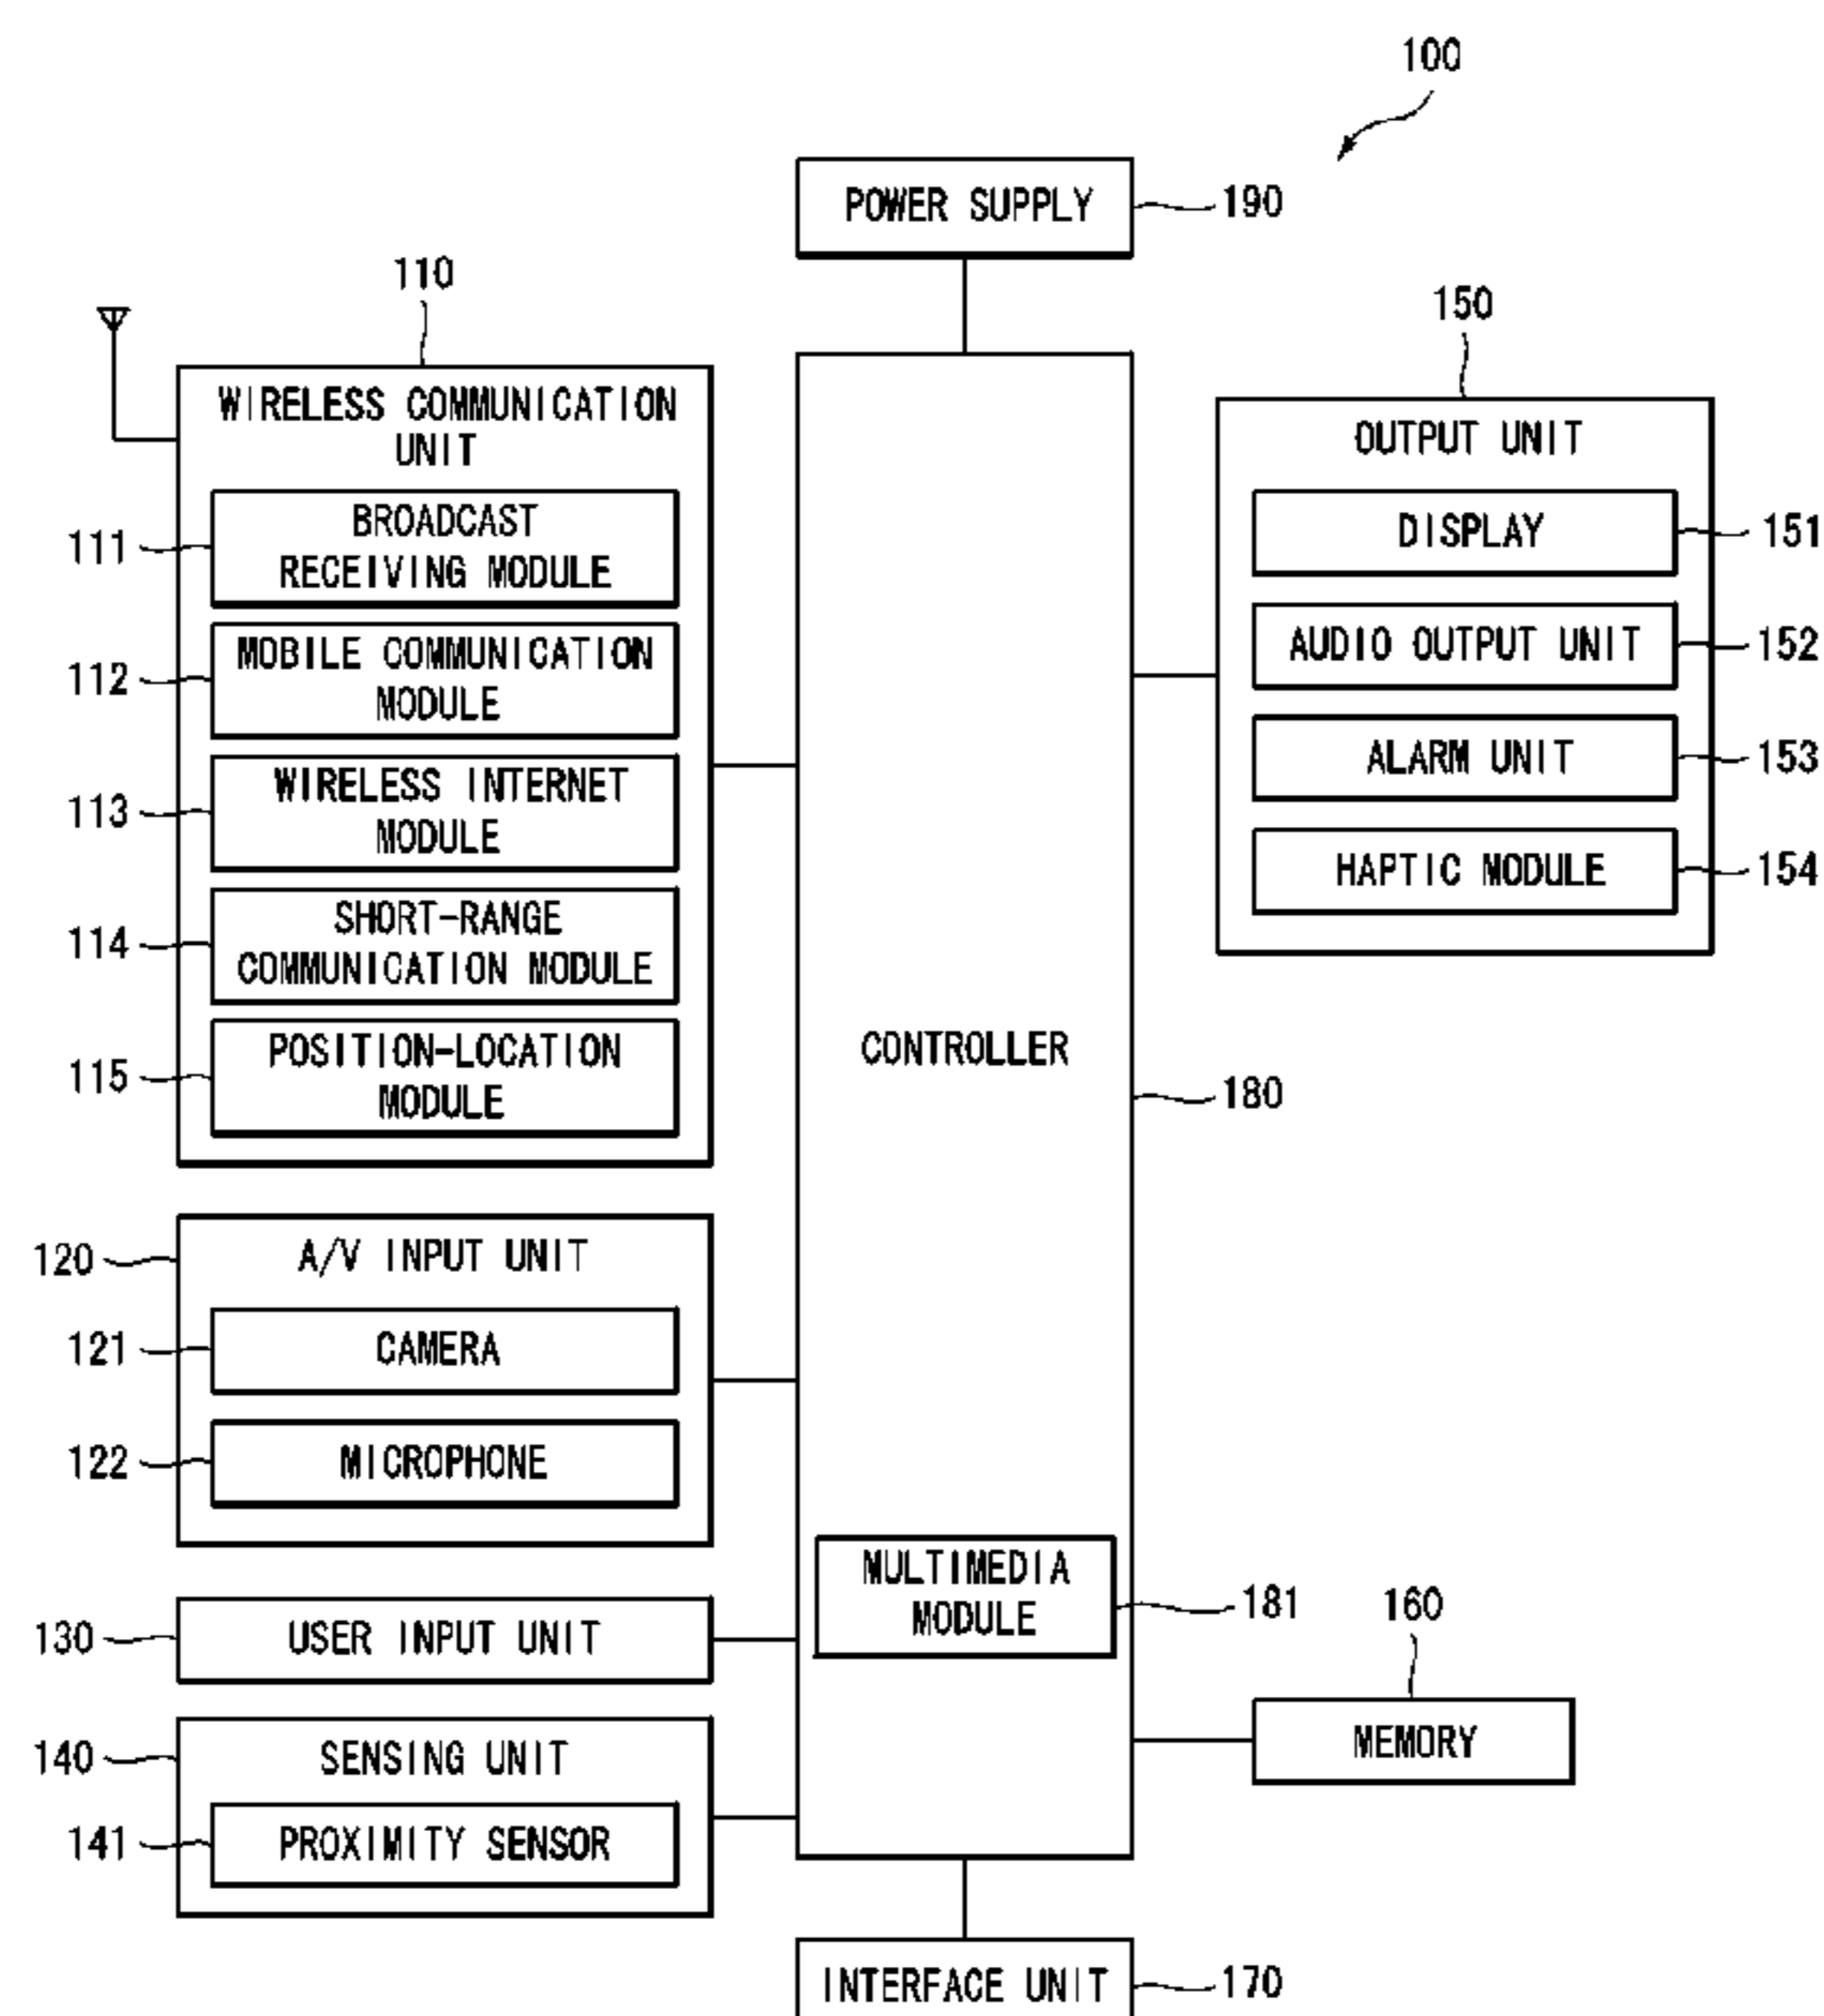 100
POWER SUPPLY
190
110
WIRELESS COMMUNICATION
UNIT
111
BROADCAST
RECEIVING MODULE
112
MOBILE COMMUNICATION
MODULE
113
WIRELESS INTERNET
MODULE
114
SHORT-RANGE
COMMUNICATION MODULE
115
POSITION-LOCATION
MODULE
120
A/V INPUT UNIT
121
CAMERA
122
MICROPHONE
130
USER INPUT UNIT
140
SENSING UNIT
141
PROXIMITY SENSOR
CONTROLLER
180
MULTIMEDIA
MODULE
181
150
OUTPUT UNIT
DISPLAY
151
AUDIO OUTPUT UNIT
152
ALARM UNIT
153
HAPTIC MODULE
154
160
MEMORY
INTERFACE UNIT
170